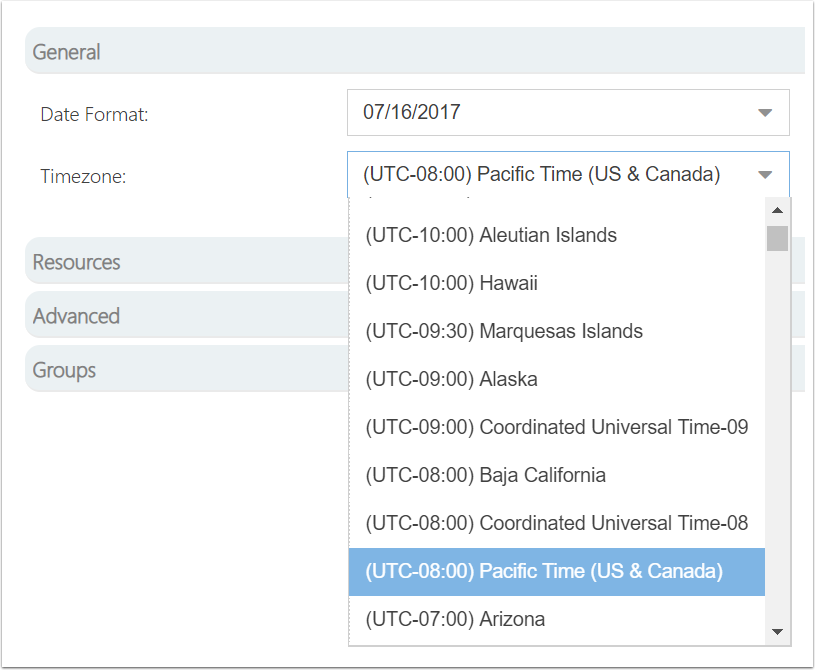 General
Date Format: 07/16/2017
Timezone: (UTC-08:00) Pacific Time (US & Canada)
(UTC-10:00) Aleutian Islands
(UTC-10:00) Hawaii
Resources
(UTC-09:30) Marquesas Islands
Advanced
(UTC-09:00) Alaska
Groups
(UTC-09:00) Coordinated Universal Time-09
(UTC-08:00) Baja California
(UTC-08:00) Coordinated Universal Time-08
(UTC-08:00) Pacific Time (US & Canada)
(UTC-07:00) Arizona